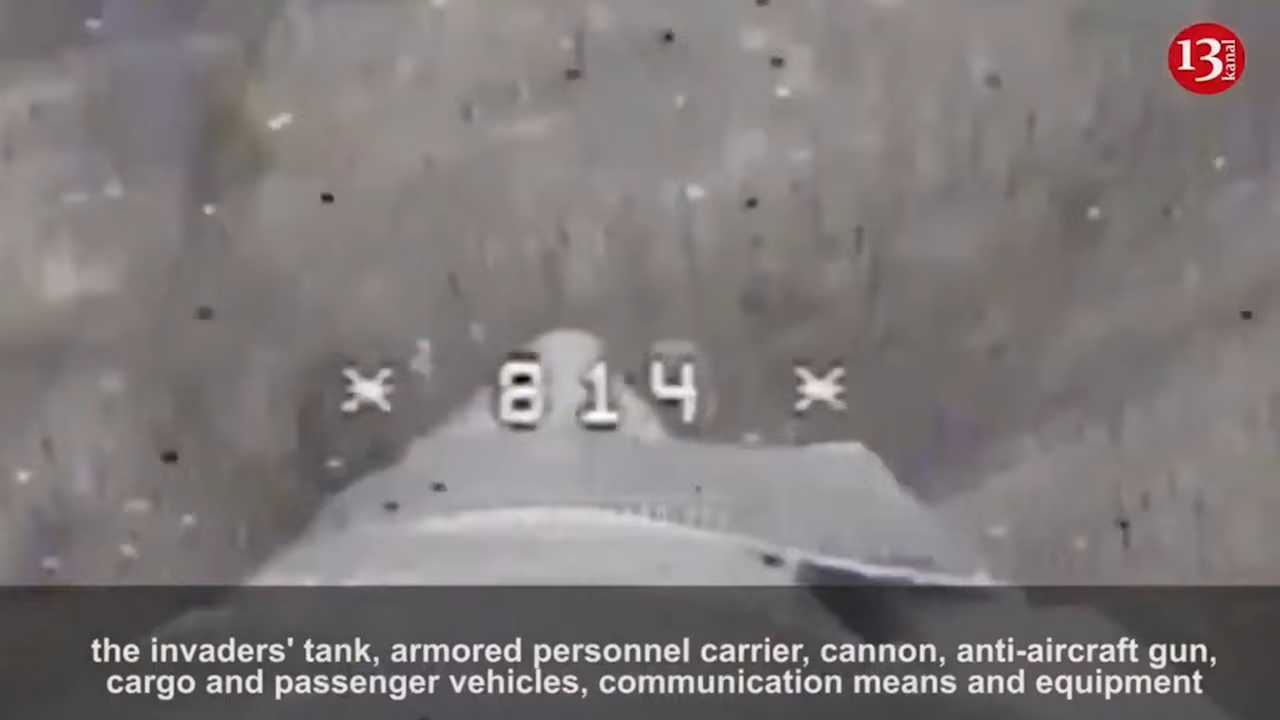 13 kanal
814
the invaders' tank, armored personnel carrier, cannon, anti-aircraft gun,
cargo and passenger vehicles, communication means and equipment